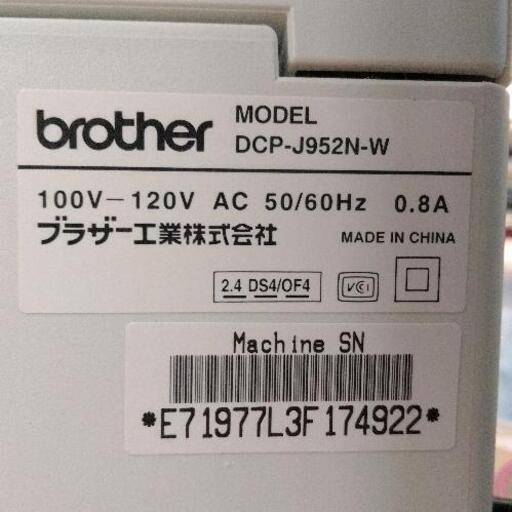 brother
MODEL
DCP-J952N-W
100V-120V AC 50/60Hz 0.8A
ブラザー工業株式会社
MADE IN CHINA
2.4 DS4/OF4
VCI
Machine SN
*E71977L3F174922*